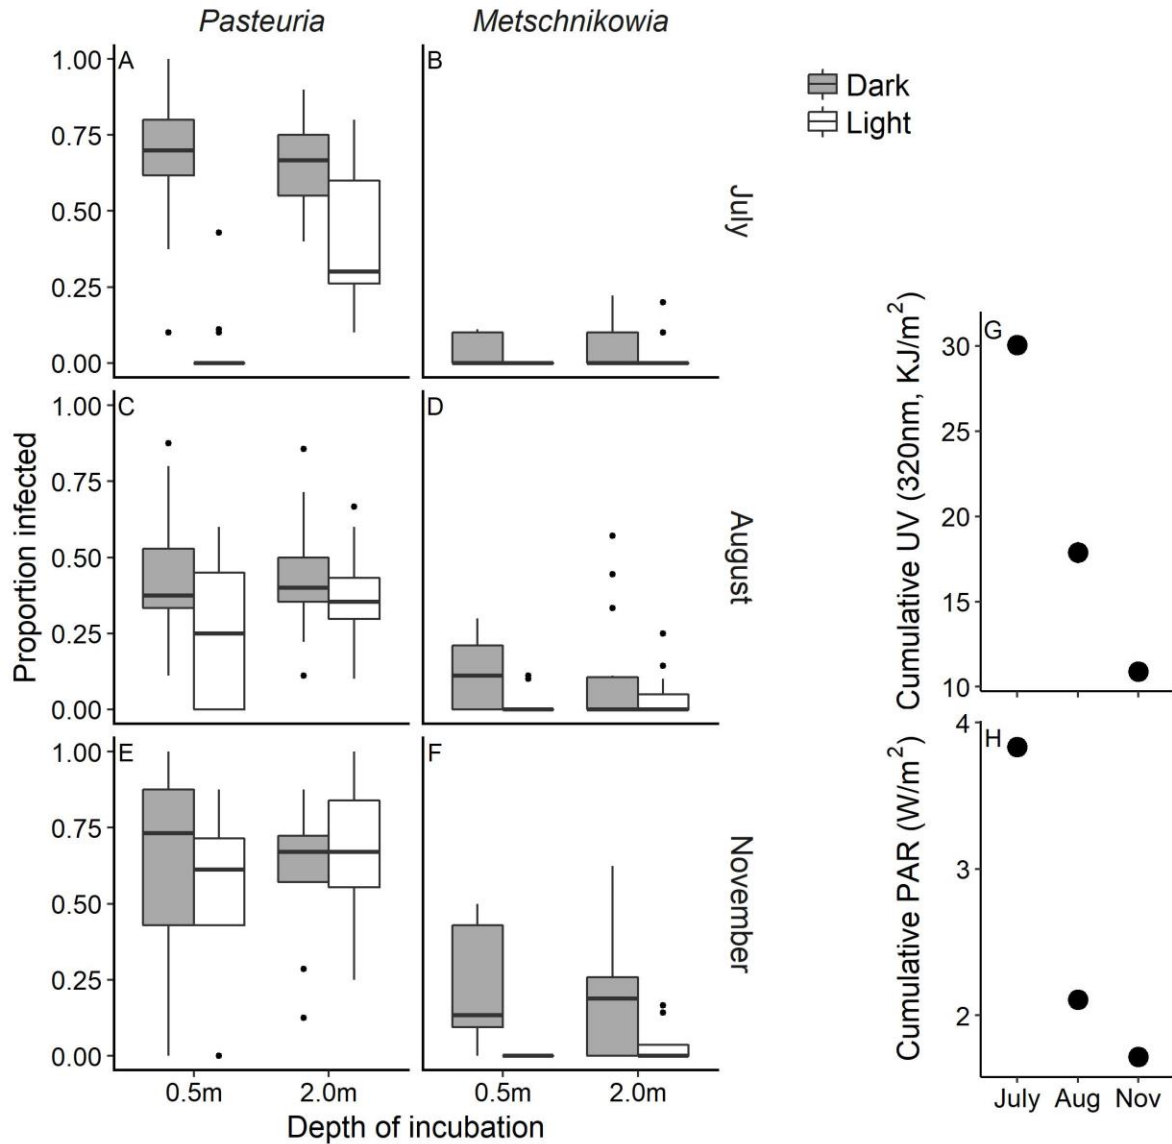 Pasteuria
Metschnikowia
A
B
1.00
0.75
0.50
0.25
0.00
July
Dark
Light
C
D
1.00
0.75
0.50
0.25
0.00
August
Proportion infected
E
F
1.00
0.75
0.50
0.25
0.00
November
0.5m
2.0m
0.5m
2.0m
Depth of incubation
G
30
25
20
15
10
Cumulative UV (320nm, KJ/m²)
H
4
3
2
Cumulative PAR (W/m²)
July Aug Nov